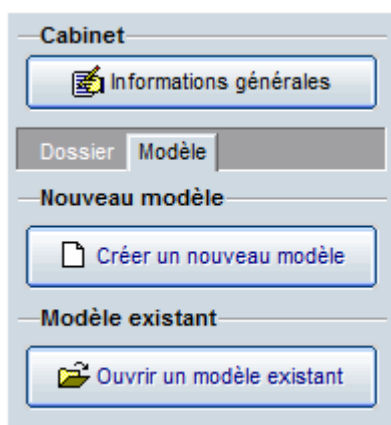 Cabinet
Informations générales
Dossier Modèle
Nouveau modèle
Créer un nouveau modèle
Modèle existant
Ouvrir un modèle existant